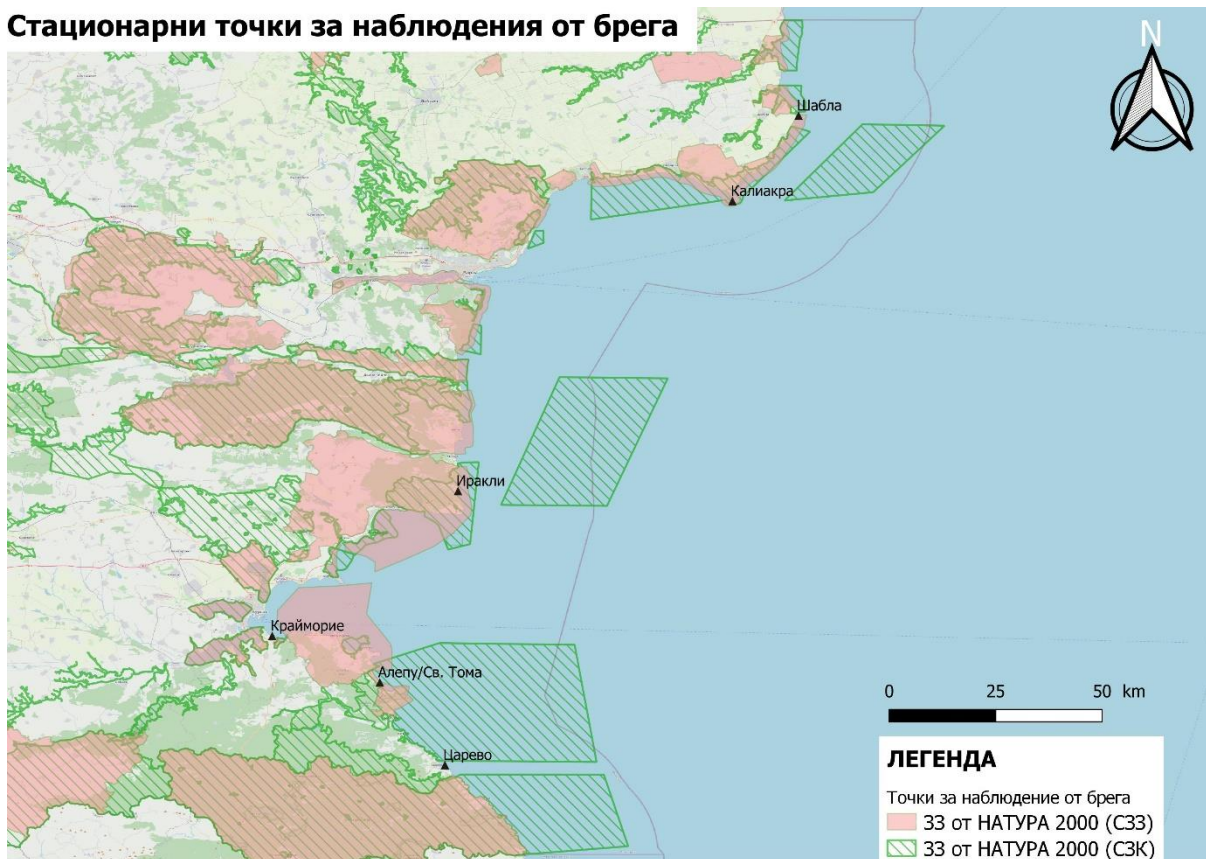 Стационарни точки за наблюдения от брега
N
Шабла
Калиакра
Иракли
Крайморие
Алепу/Св. Тома
Царево
0 25 50 km
ЛЕГЕНДА
Точки за наблюдение от брега
ЗЗ от НАТУРА 2000 (СЗЗ)
ЗЗ от НАТУРА 2000 (СЗК)